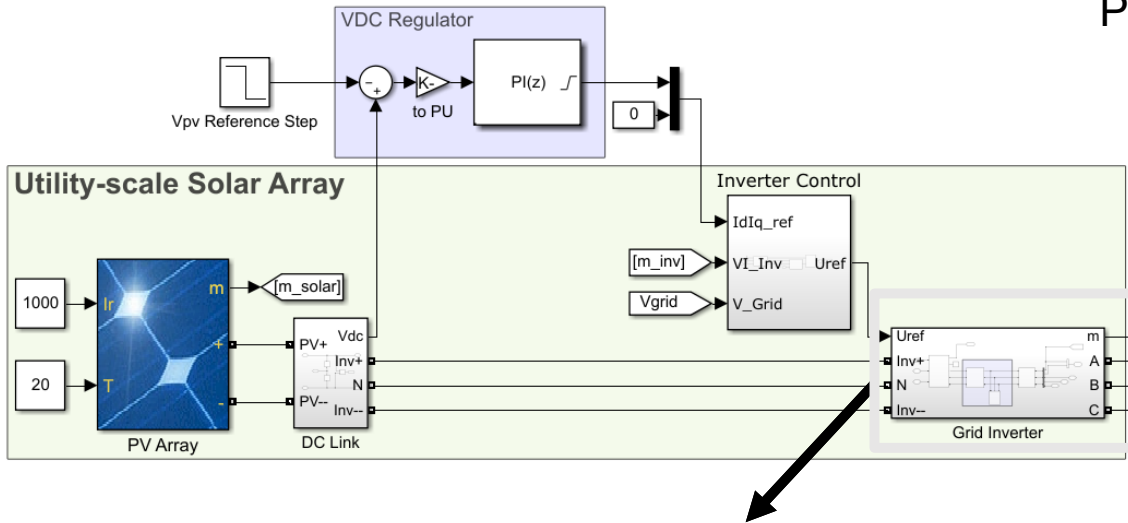 P
VDC Regulator
-
+
K-
to PU
PI(z)
0
Vpv Reference Step
Utility-scale Solar Array
Inverter Control
IdIq_ref
VI_Inv
Uref
V_Grid
[m_inv]
Vgrid
1000
20
Ir
T
m
+
-
[m_solar]
PV Array
PV+
PV--
Vdc
Inv+
N
Inv--
DC Link
Uref
Inv+
N
Inv--
m
A
B
C
Grid Inverter